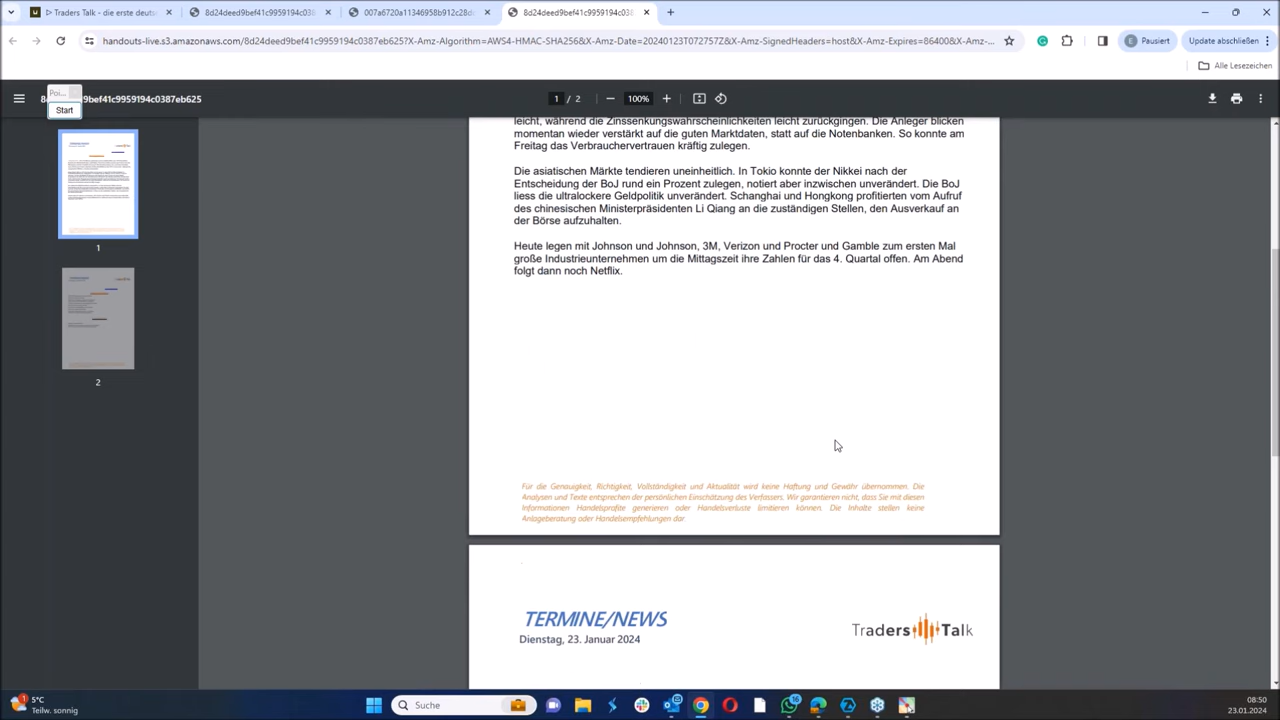 Traders Talk - die erste deuts
8d24deed9bef41c9959194c038
007a6720a11346958b912c28d
8d24deed9bef41c9959194c038
handouts-live.s3.amazonaws.com/8d24deed9bef41c9959194c0387eb625?X-Amz-Algorithm=AWS4-HMAC-SHA256&X-Amz-Date=20240123T072757Z&X-Amz-SignedHeaders=host&X-Amz-Expires=86400&X-Amz-...
E Pausiert
Update abschließen
Alle Lesezeichen
Poi...
8 9bef41c9959194c0387eb625
1 / 2
100%
Start
leicht, während die Zinssenkungswahrscheinlichkeiten leicht zurückgingen. Die Anleger blicken
momentan wieder verstärkt auf die guten Marktdaten, statt auf die Notenbanken. So konnte am
Freitag das Verbrauchervertrauen kräftig zulegen.
Die asiatischen Märkte tendieren uneinheitlich. In Tokio konnte der Nikkei nach der
Entscheidung der BoJ rund ein Prozent zulegen, notiert aber inzwischen unverändert. Die BoJ
liess die ultralockere Geldpolitik unverändert. Schanghai und Hongkong profitierten vom Aufruf
des chinesischen Ministerpräsidenten Li Qiang an die zuständigen Stellen, den Ausverkauf an
der Börse aufzuhalten.
Heute legen mit Johnson und Johnson, 3M, Verizon und Procter und Gamble zum ersten Mal
große Industrieunternehmen um die Mittagszeit ihre Zahlen für das 4. Quartal offen. Am Abend
folgt dann noch Netflix.
1
2
Für die Genauigkeit, Richtigkeit, Vollständigkeit und Aktualität wird keine Haftung und Gewähr übernommen. Die
Analysen und Texte entsprechen der persönlichen Einschätzung des Verfassers. Wir garantieren nicht, dass Sie mit diesen
Informationen Handelsprofite generieren oder Handelsverluste limitieren können. Die Inhalte stellen keine
Anlageberatung oder Handelsempfehlungen dar
TERMINE/NEWS
Dienstag, 23. Januar 2024
Traders Talk
5°C
Teilw. sonnig
Suche
08:50
23.01.2024